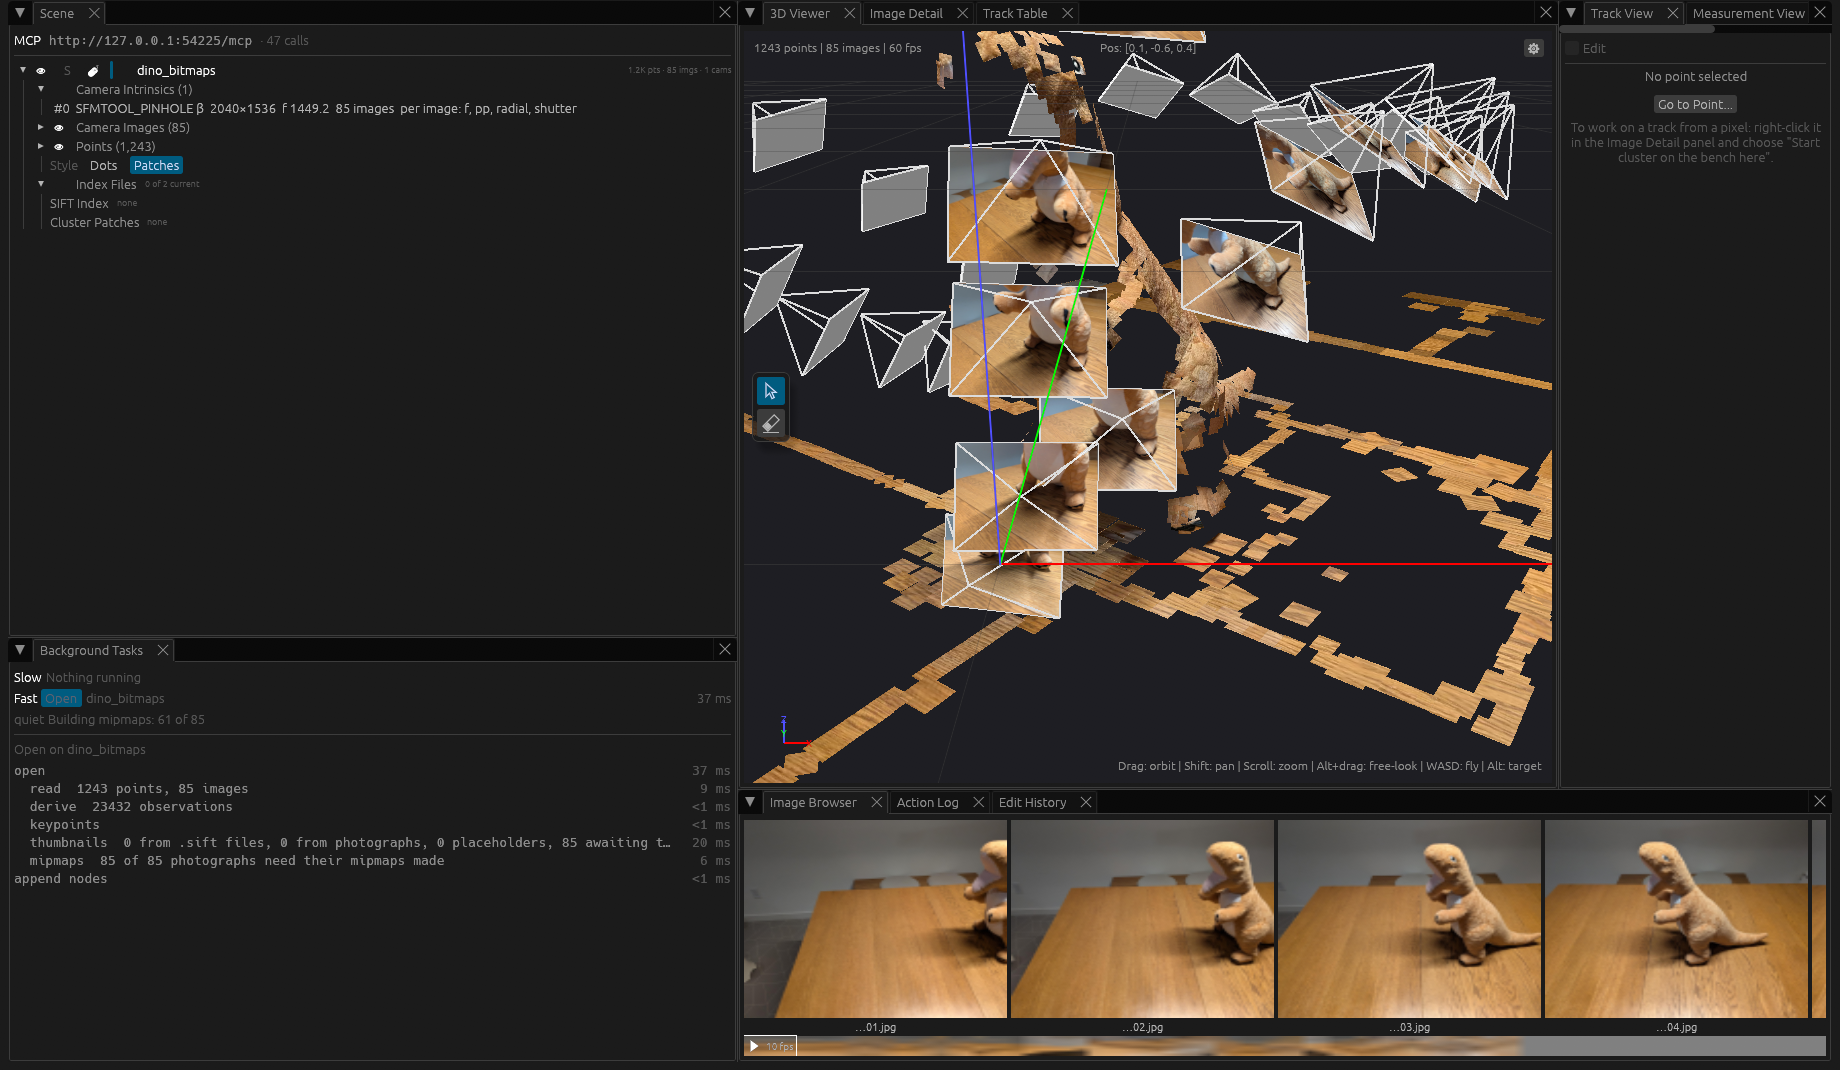 Scene
MCP http://127.0.0.1:54225/mcp · 47 calls
S dino_bitmaps 1.2K pts · 85 imgs · 1 cams
Camera Intrinsics (1)
#0 SFMTOOL_PINHOLE β 2040×1536 f 1449.2 85 images per image: f, pp, radial, shutter
Camera Images (85)
Points (1,243)
Style Dots Patches
Index Files 0 of 2 current
SIFT Index none
Cluster Patches none
Background Tasks
Slow Nothing running
Fast Open dino_bitmaps 37 ms
quiet Building mipmaps: 61 of 85
Open on dino_bitmaps
open 37 ms
read 1243 points, 85 images 9 ms
derive 23432 observations <1 ms
keypoints <1 ms
thumbnails 0 from .sift files, 0 from photographs, 0 placeholders, 85 awaiting t… 20 ms
mipmaps 85 of 85 photographs need their mipmaps made 6 ms
append nodes <1 ms
3D Viewer Image Detail Track Table
1243 points | 85 images | 60 fps
Pos: [0.1, -0.6, 0.4]
Z
Drag: orbit | Shift: pan | Scroll: zoom | Alt+drag: free-look | WASD: fly | Alt: target
Track View Measurement View
Edit
No point selected
Go to Point...
To work on a track from a pixel: right-click it
in the Image Detail panel and choose "Start
cluster on the bench here".
Image Browser Action Log Edit History
...01.jpg
...02.jpg
...03.jpg
...04.jpg
10 fps